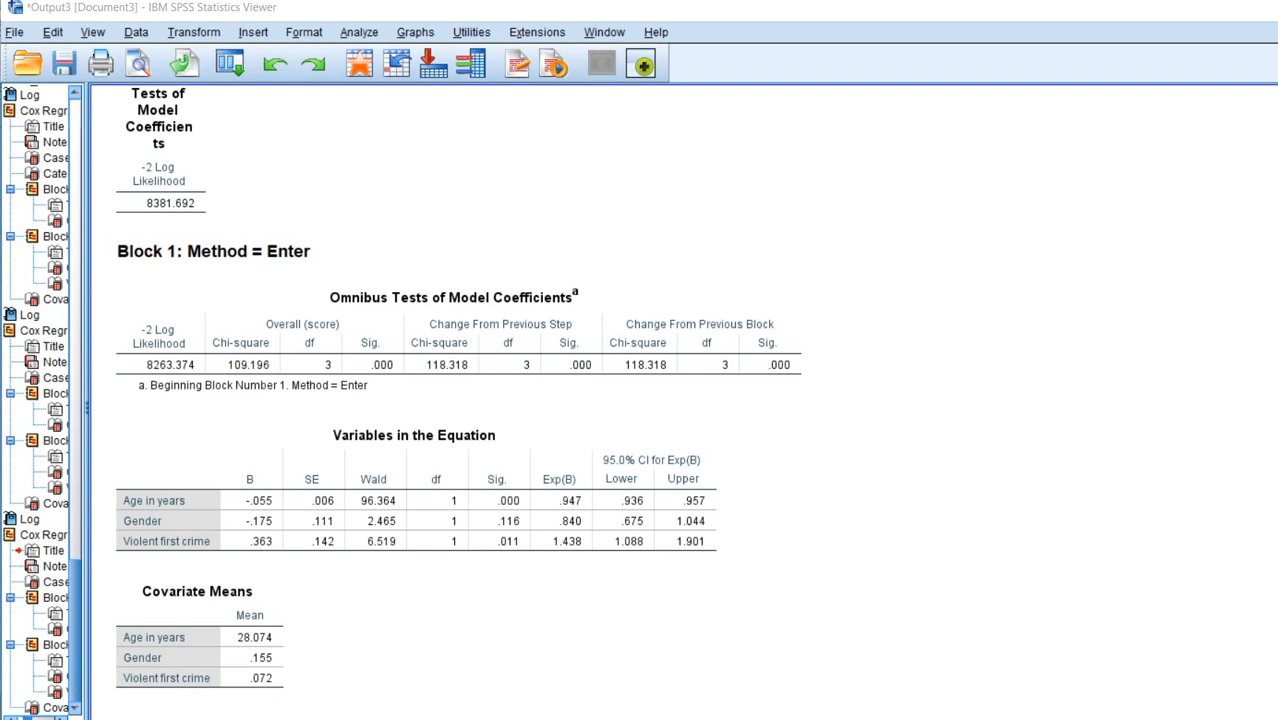 *Output3 [Document3] - IBM SPSS Statistics Viewer
File Edit View Data Transform Insert Format Analyze Graphs Utilities Extensions Window Help
Log
Cox Regr
Title
Note
Case
Cate
Block
Block
Cova
Log
Cox Regr
Title
Note
Case
Block
Block
Cova
Log
Cox Regr
Title
Note
Case
Block
Block
Cova
Tests of
Model
Coefficien
ts
-2 Log
Likelihood
8381.692
Block 1: Method = Enter
Omnibus Tests of Model Coefficientsa
-2 Log
Likelihood
Overall (score) Change From Previous Step Change From Previous Block
Chi-square df Sig. Chi-square df Sig. Chi-square df Sig.
8263.374 109.196 3 .000 118.318 3 .000 118.318 3 .000
a. Beginning Block Number 1. Method = Enter
Variables in the Equation
95.0% CI for Exp(B)
B SE Wald df Sig. Exp(B) Lower Upper
Age in years -.055 .006 96.364 1 .000 .947 .936 .957
Gender -.175 .111 2.465 1 .116 .840 .675 1.044
Violent first crime .363 .142 6.519 1 .011 1.438 1.088 1.901
Covariate Means
Mean
Age in years 28.074
Gender .155
Violent first crime .072